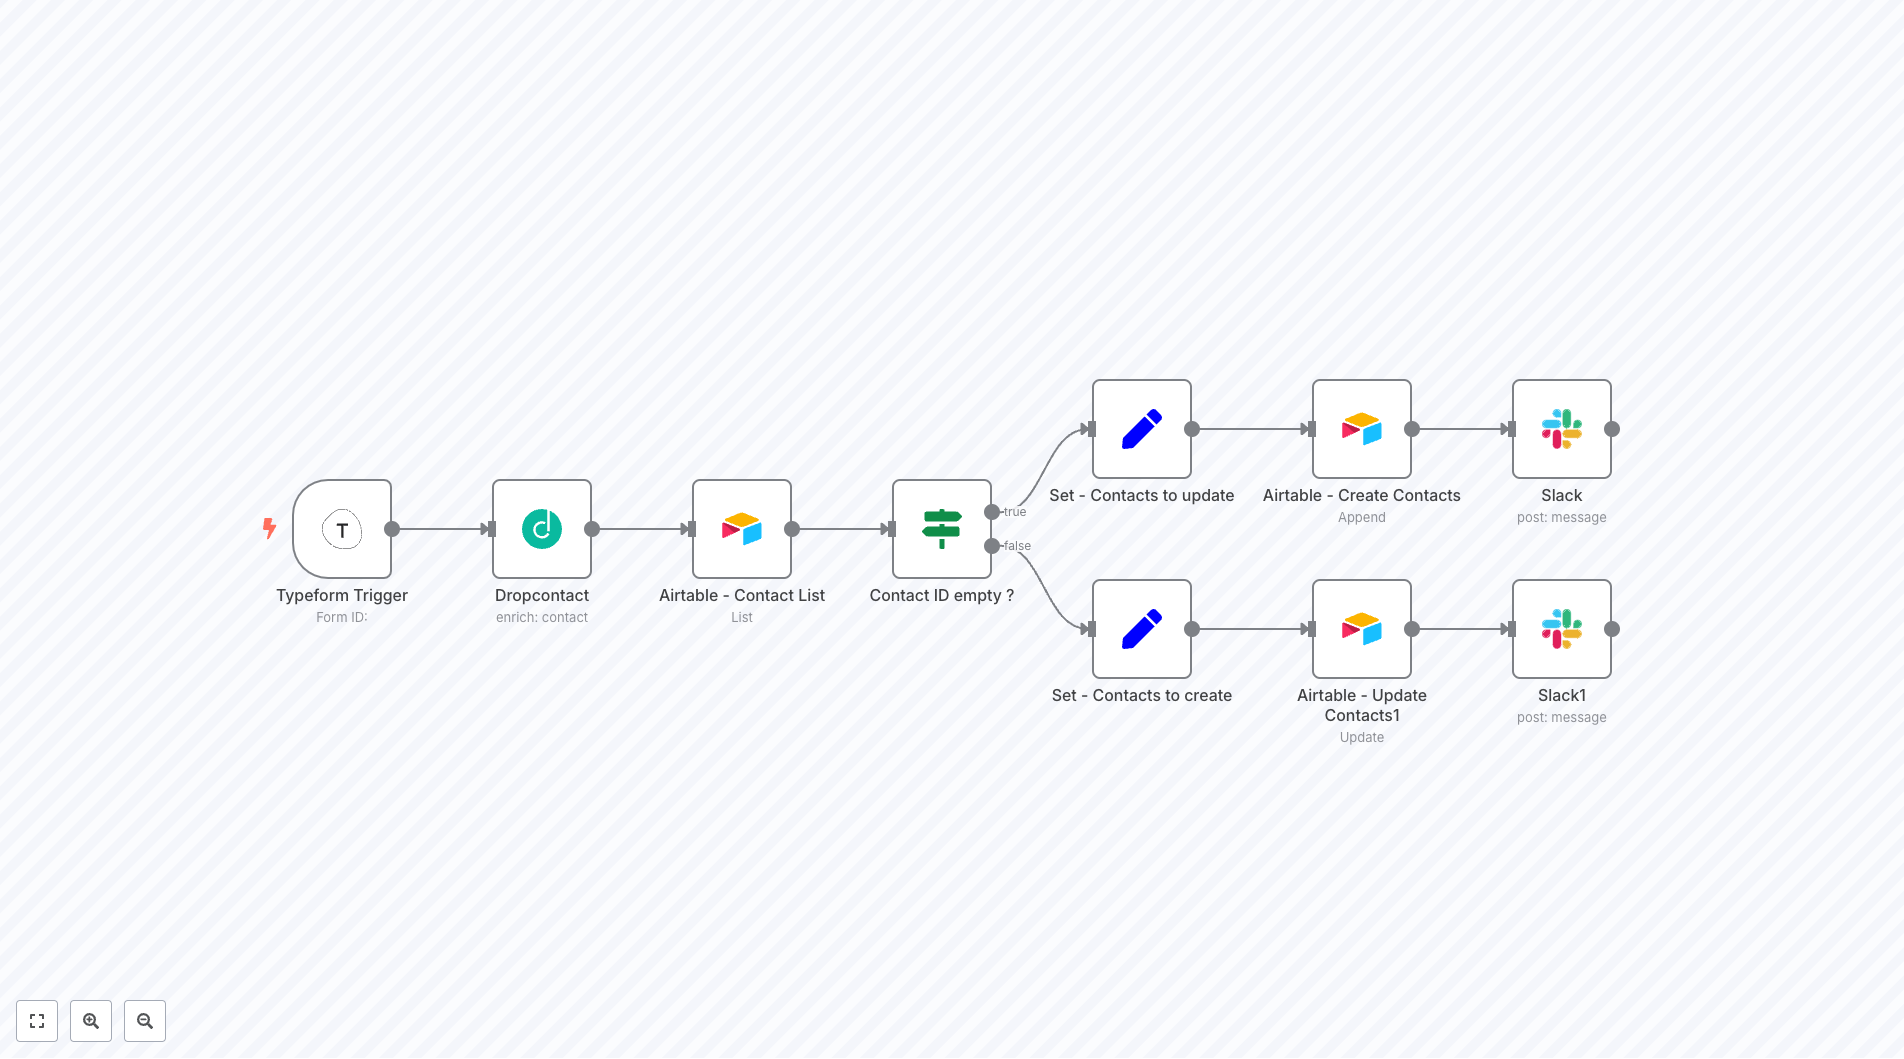 T
Typeform Trigger
Form ID:
Dropcontact
enrich: contact
Airtable - Contact List
List
Contact ID empty ?
true
false
Set - Contacts to update
Airtable - Create Contacts
Append
Slack
post: message
Set - Contacts to create
Airtable - Update
Contacts1
Update
Slack1
post: message